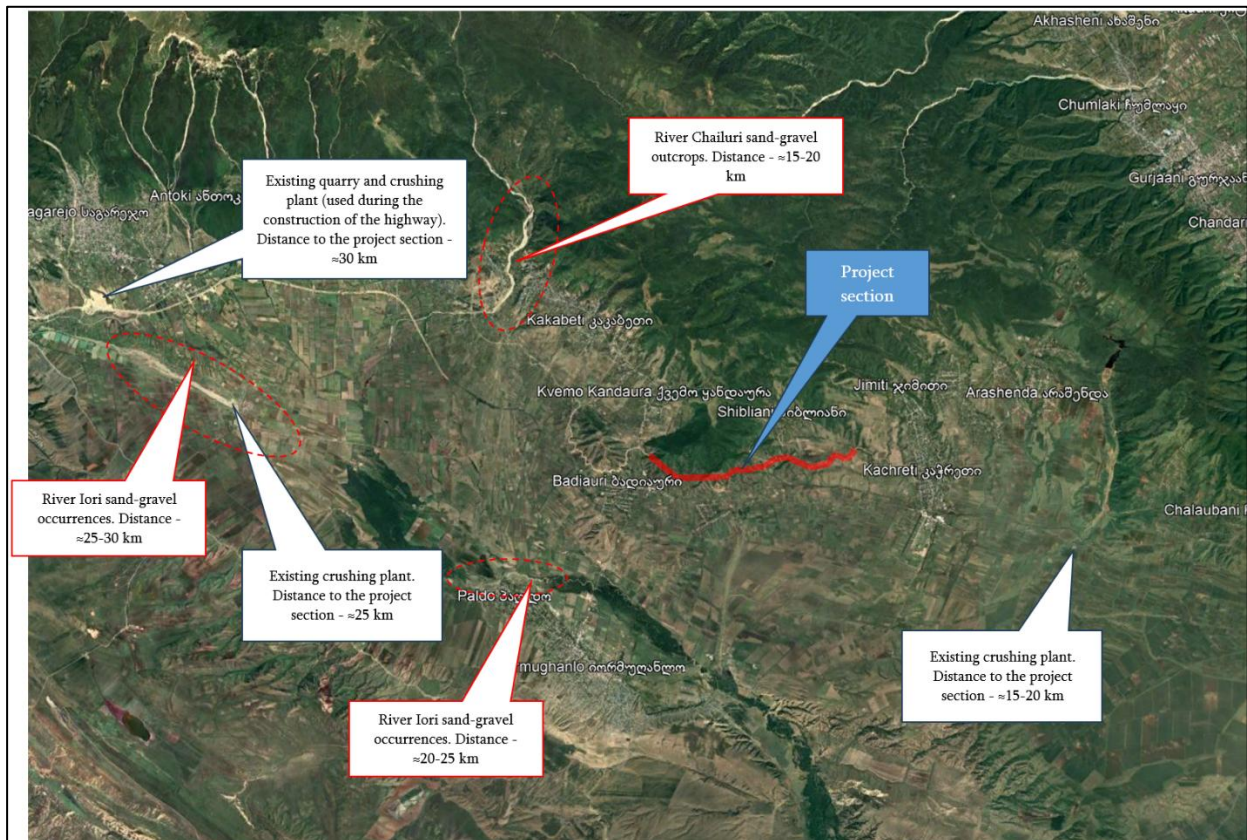 Akhasheni ახაშენი
Chumlaki ჩუმლაყი
River Chailuri sand-gravel
outcrops. Distance - ≈15-20
km
Gurjaani გურჯაანი
Chandari
Existing quarry and crushing
plant (used during the
construction of the highway).
Distance to the project section -
≈30 km
Antoki ანთოკ
agarejo საგარეჯო
Project
section
Kakabeti კაკაბეთი
Kvemo Kandaura ქვემო ყანდაურა
Jimiti ჯიმითი
Arashenda არაშენდა
Shibliani შიბლიანი
Badiauri ბადიაური
Kachreti კაჭრეთი
Chalaubani
River Iori sand-gravel
occurrences. Distance -
≈25-30 km
Existing crushing plant.
Distance to the project
section - ≈25 km
Paldo პალდო
mughanlo იორმუღანლო
Existing crushing plant.
Distance to the project
section - ≈15-20 km
River Iori sand-gravel
occurrences. Distance -
≈20-25 km